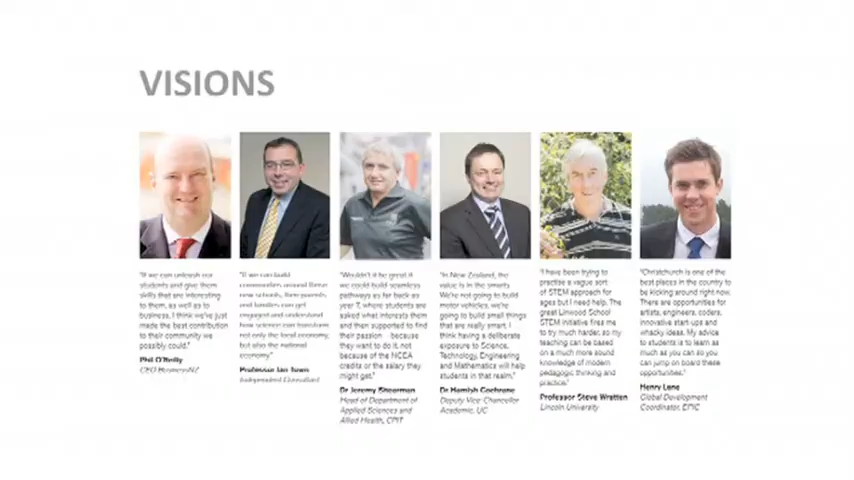 VISIONS
"If we can unleash our
students and give them
skills that are interesting
to them, as well as to
business, I think we've just
made the best contribution
to their community we
possibly could."
Phil O'Reilly
CEO BusinessNZ
"If we can build
communities around these
new schools, then parents
and families can get
engaged and understand
how science can transform
not only the local economy,
but also the national
economy."
Professor Ian Town
Independent Consultant
"Wouldn't it be great if
we could build seamless
pathways as far back as
year 7, where students are
asked what interests them
and then supported to find
their passion because
they want to do it, not
because of the NCEA
credits or the salary they
might get."
Dr Jeremy Shearman
Head of Department of
Applied Sciences and
Allied Health, CPIT
"In New Zealand, the
value is in the smarts.
We're not going to build
motor vehicles, we're
going to build small things
that are really smart. I
think having a deliberate
exposure to Science,
Technology, Engineering
and Mathematics will help
students in that realm."
Dr Hamish Cochrane
Deputy Vice-Chancellor
Academic, UC
"I have been trying to
practise a vague sort
of STEM approach for
ages but I need help. The
great Linwood School
STEM initiative fires me
to try much harder, so my
teaching can be based
on a much more sound
knowledge of modern
pedagogic thinking and
practice."
Professor Steve Wratten
Lincoln University
"Christchurch is one of the
best places in the country to
be kicking around right now.
There are opportunities for
artists, engineers, coders,
innovative start-ups and
whacky ideas. My advice
to students is to learn as
much as you can so you
can jump on board these
opportunities."
Henry Lane
Global Development
Coordinator, EPIC